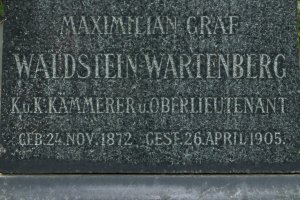 MAXIMILIAN GRAF
WALDSTEIN-WARTENBERG
K.u.K.KÄMMERER u.OBERLIEUTENANT
GEB.24.NOV.1872. GEST.26.APRIL 1905.